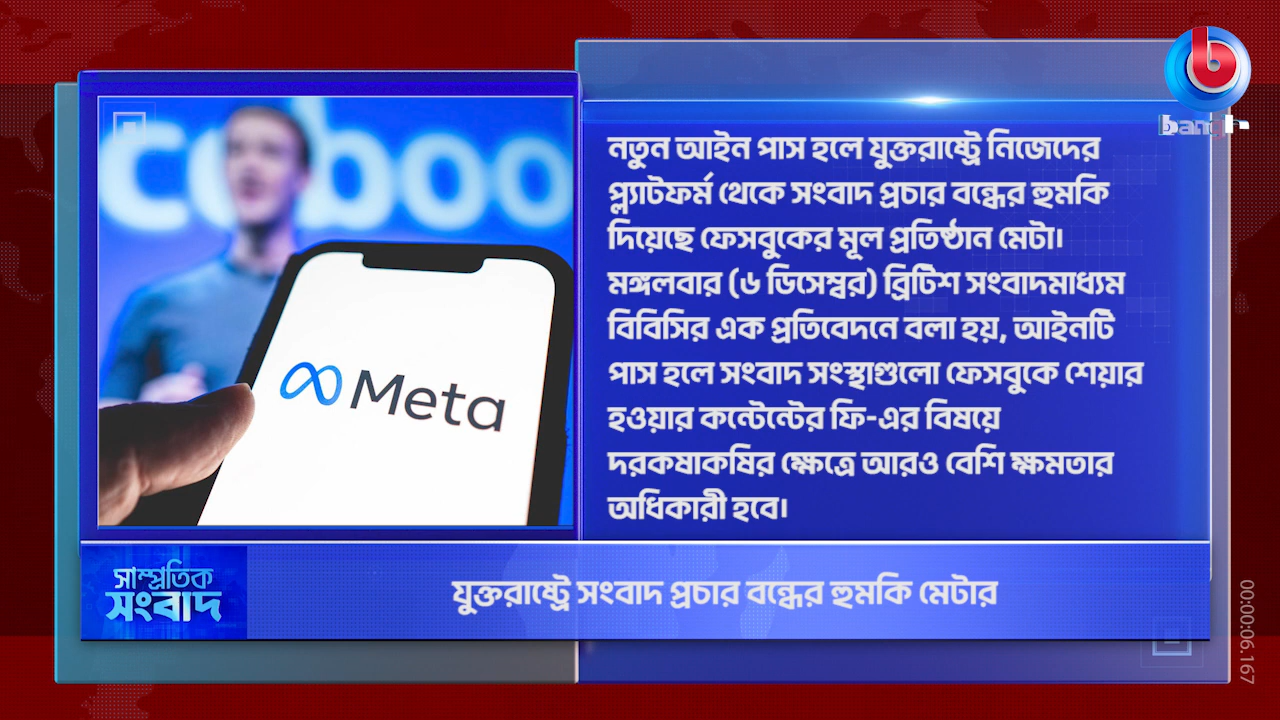 ceboo
Meta
নতুন আইন পাস হলে যুক্তরাষ্ট্রে নিজেদের
প্ল্যাটফর্ম থেকে সংবাদ প্রচার বন্ধের হুমকি
দিয়েছে ফেসবুকের মূল প্রতিষ্ঠান মেটা।
মঙ্গলবার (৬ ডিসেম্বর) ব্রিটিশ সংবাদমাধ্যম
বিবিসির এক প্রতিবেদনে বলা হয়, আইনটি
পাস হলে সংবাদ সংস্থাগুলো ফেসবুকে শেয়ার
হওয়ার কন্টেন্টের ফি-এর বিষয়ে
দরকষাকষির ক্ষেত্রে আরও বেশি ক্ষমতার
অধিকারী হবে।
সাম্প্রতিক
সংবাদ
যুক্তরাষ্ট্রে সংবাদ প্রচার বন্ধের হুমকি মেটার
00:00:06.167